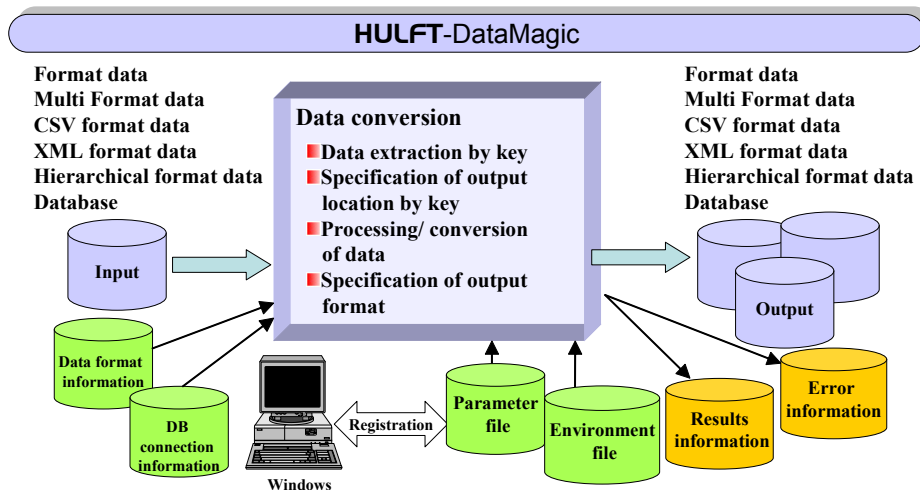 HULFT-DataMagic
Format data
Multi Format data
CSV format data
XML format data
Hierarchical format data
Database
Input
Data conversion
Data extraction by key
Specification of output
location by key
Processing/ conversion
of data
Specification of output
format
Format data
Multi Format data
CSV format data
XML format data
Hierarchical format data
Database
Output
Data format
information
DB
connection
information
Windows
Registration
Parameter
file
Environment
file
Results
information
Error
information